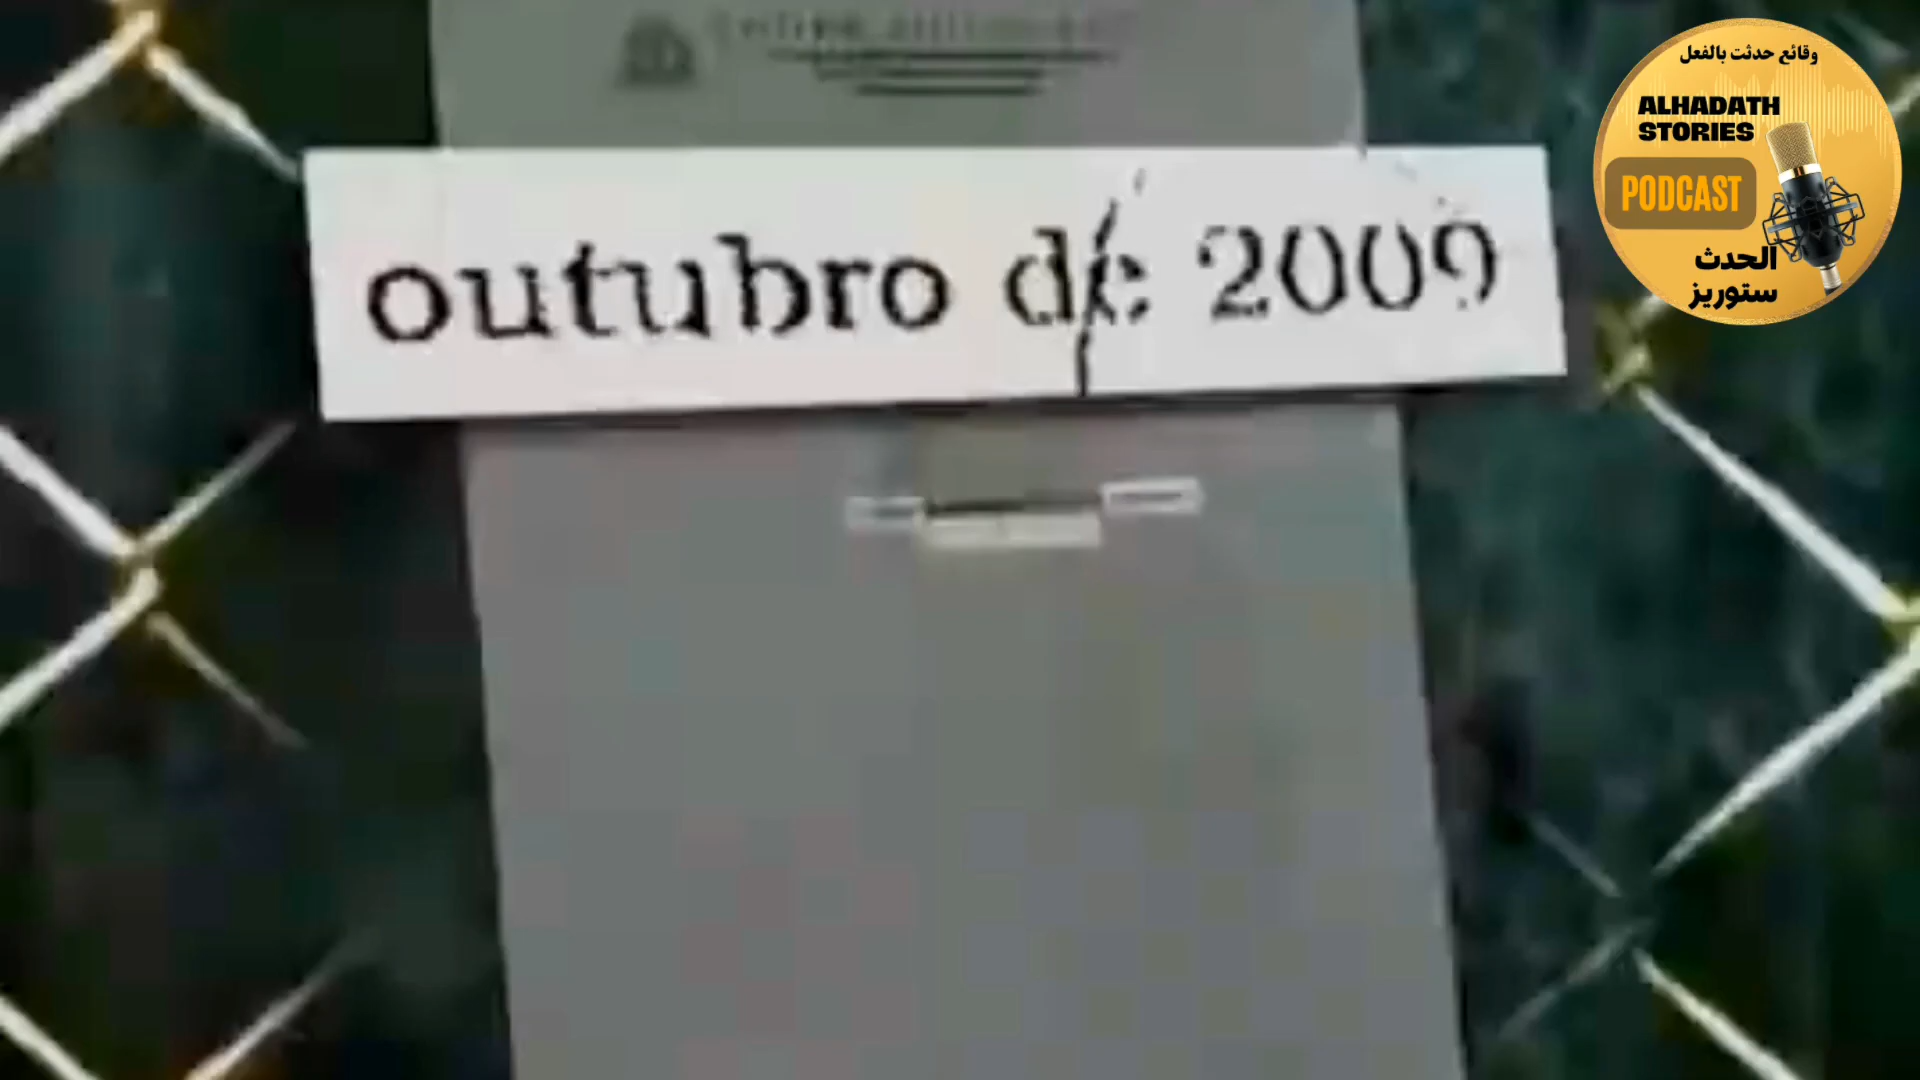 outubro de 2009
وقائع حدثت بالفعل
ALHADATH
STORIES
PODCAST
الحدث
ستوريز